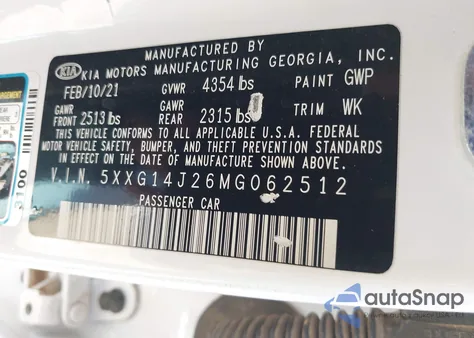 MANUFACTURED BY
KIA KIA MOTORS MANUFACTURING GEORGIA, INC.
FEB/10/21 GVWR 4354 lbs PAINT GWP
GAWR FRONT 2513 lbs GAWR REAR 2315 lbs TRIM WK
THIS VEHICLE CONFORMS TO ALL APPLICABLE U.S.A. FEDERAL
MOTOR VEHICLE SAFETY, BUMPER, AND THEFT PREVENTION STANDARDS
IN EFFECT ON THE DATE OF MANUFACTURE SHOWN ABOVE.
V.I.N. 5XXG14J26MG062512
PASSENGER CAR
3100
autoSnap